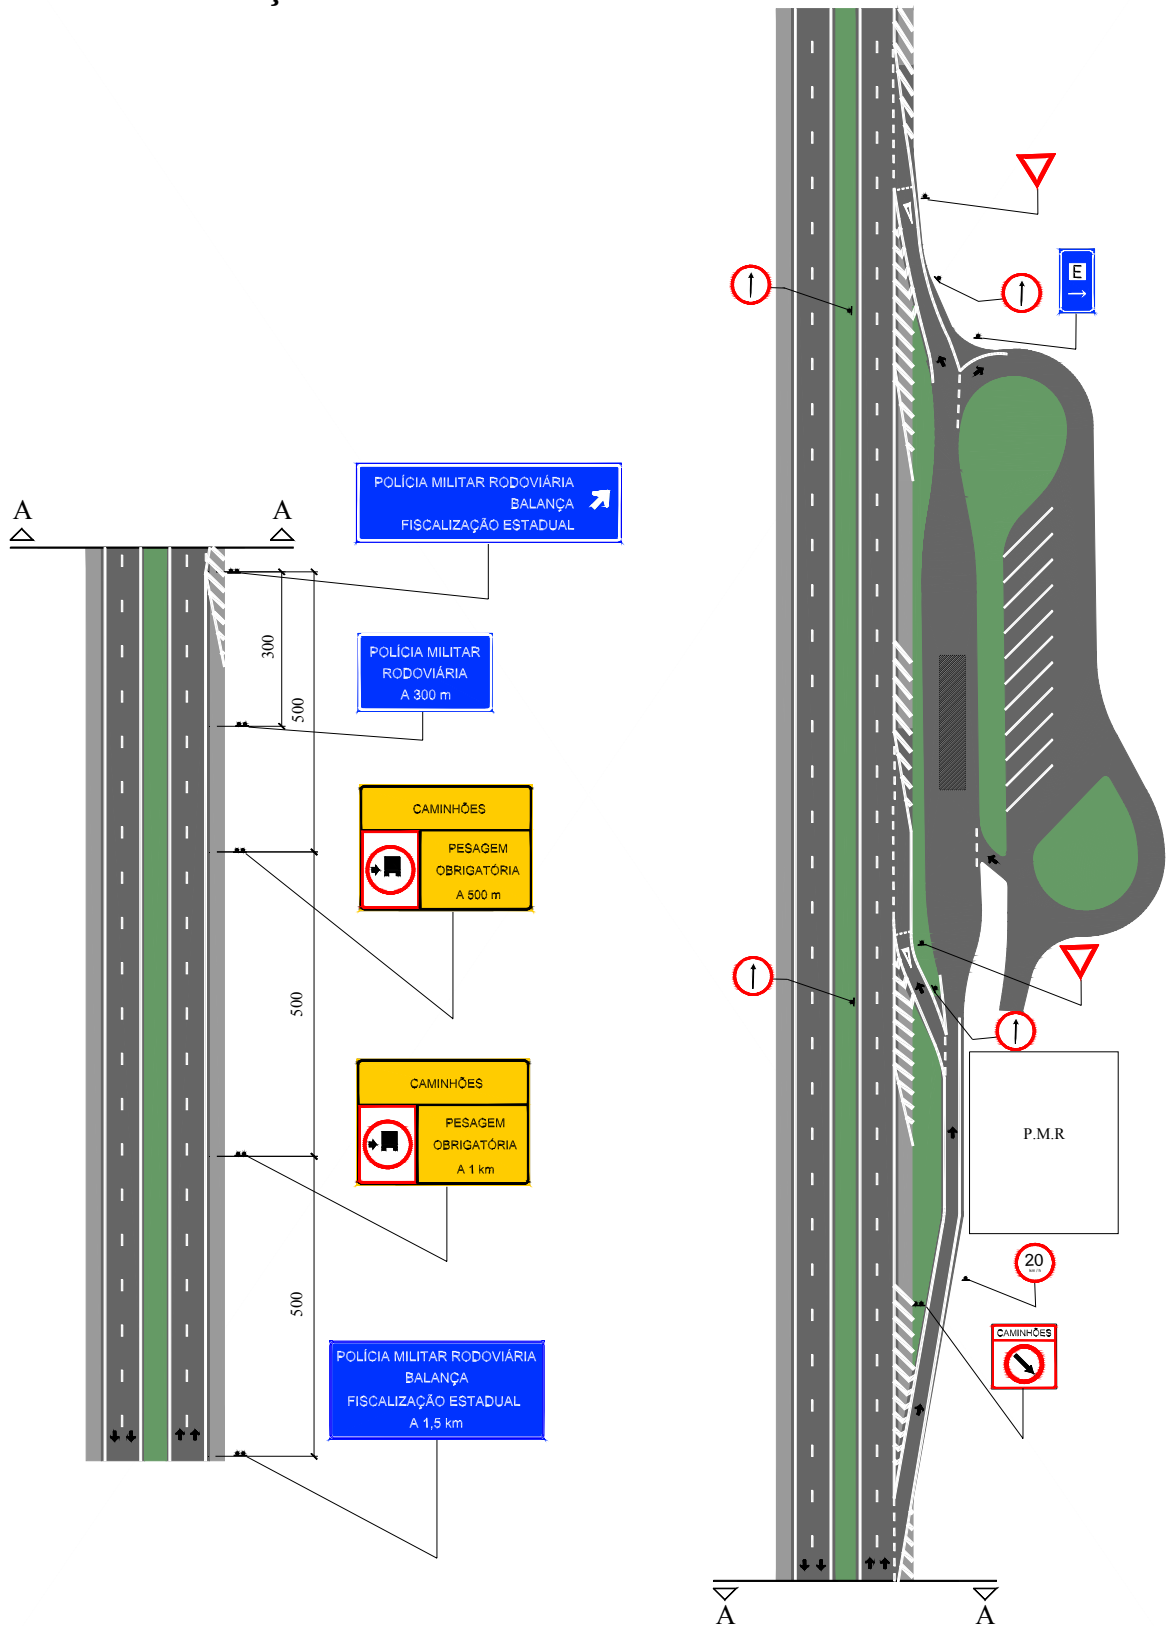 A
A
POLÍCIA MILITAR RODOVIÁRIA
BALANÇA
FISCALIZAÇÃO ESTADUAL
300
500
POLÍCIA MILITAR
RODOVIÁRIA
A 300 m
CAMINHÕES
PESAGEM
OBRIGATÓRIA
A 500 m
500
CAMINHÕES
PESAGEM
OBRIGATÓRIA
A 1 km
500
POLÍCIA MILITAR RODOVIÁRIA
BALANÇA
FISCALIZAÇÃO ESTADUAL
A 1,5 km
E
P.M.R
20
km/h
CAMINHÕES
A
A